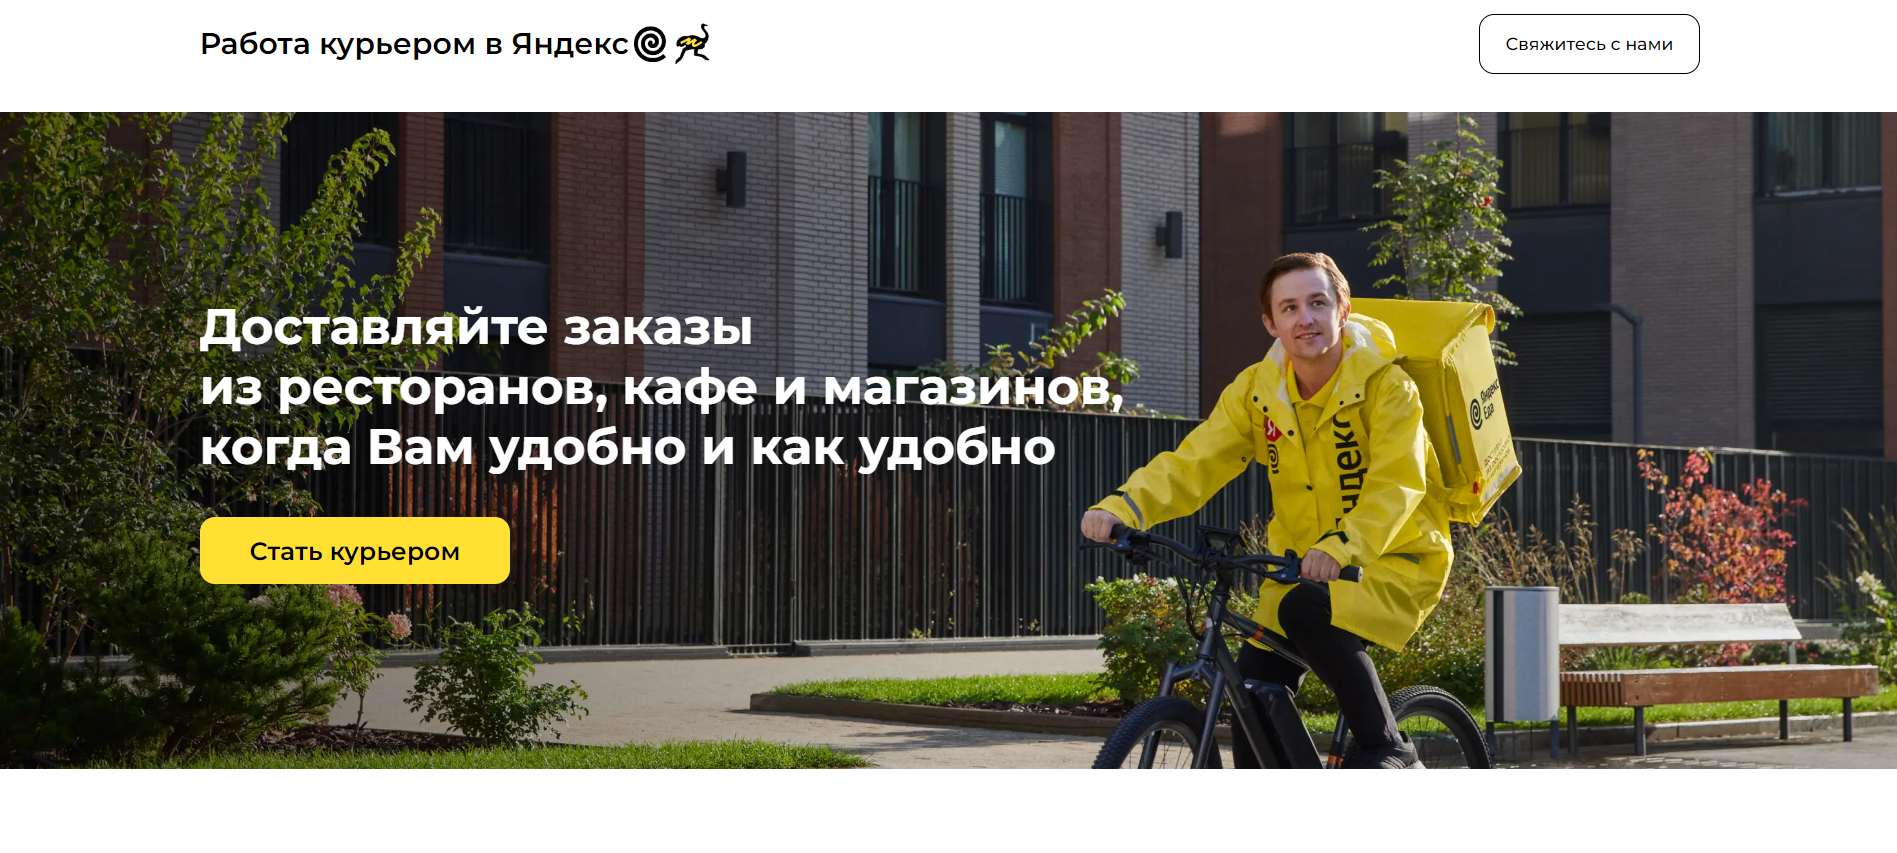 Работа курьером в Яндекс
Свяжитесь с нами
Доставляйте заказы
из ресторанов, кафе и магазинов,
когда Вам удобно и как удобно
Стать курьером
Яндекс
Еда